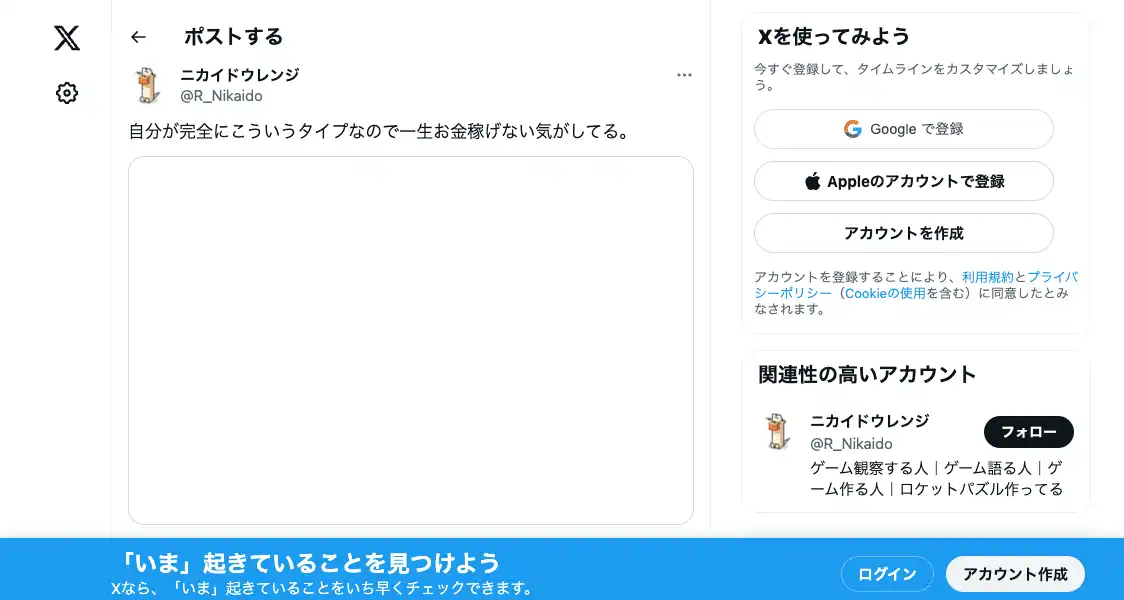 ポストする
ニカイドウレンジ
@R_Nikaido
自分が完全にこういうタイプなので一生お金稼げない気がしてる。
Xを使ってみよう
今すぐ登録して、タイムラインをカスタマイズしましょ
う。
Google で登録
Appleのアカウントで登録
アカウントを作成
アカウントを登録することにより、利用規約とプライバ
シーポリシー（Cookieの使用を含む）に同意したとみ
なされます。
関連性の高いアカウント
ニカイドウレンジ
@R_Nikaido
フォロー
ゲーム観察する人｜ゲーム語る人｜ゲ
ーム作る人｜ロケットパズル作ってる
「いま」起きていることを見つけよう
Xなら、「いま」起きていることをいち早くチェックできます。
ログイン
アカウント作成